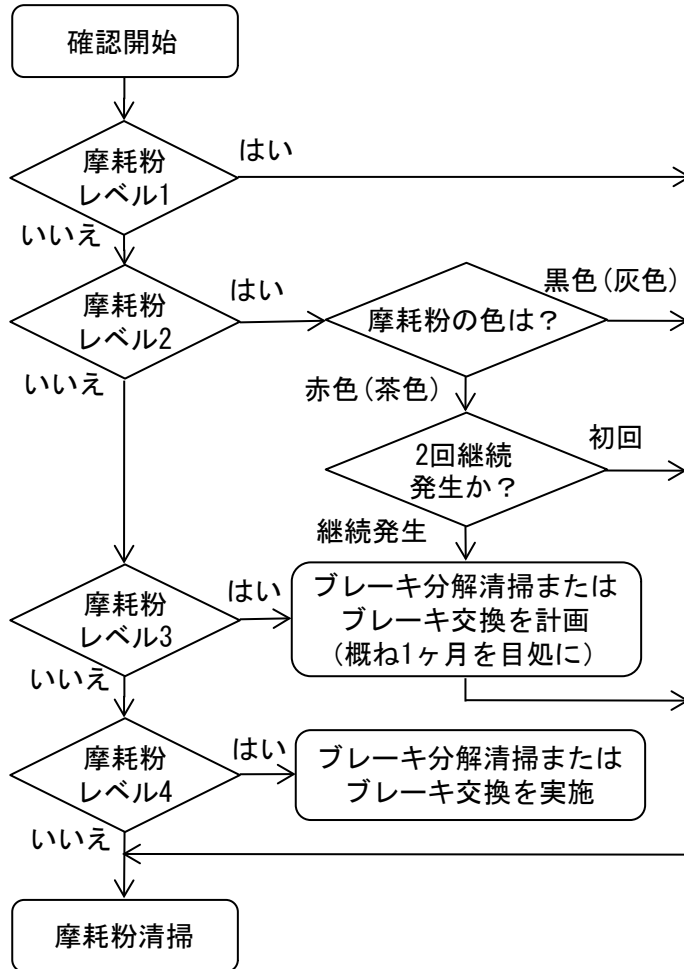 確認開始
摩耗粉
レベル1
はい
いいえ
摩耗粉
レベル2
はい
摩耗粉の色は？
黒色(灰色)
いいえ
赤色(茶色)
2回継続
発生か？
初回
継続発生
摩耗粉
レベル3
はい
ブレーキ分解清掃または
ブレーキ交換を計画
(概ね1ヶ月を目処に)
いいえ
摩耗粉
レベル4
はい
ブレーキ分解清掃または
ブレーキ交換を実施
いいえ
摩耗粉清掃